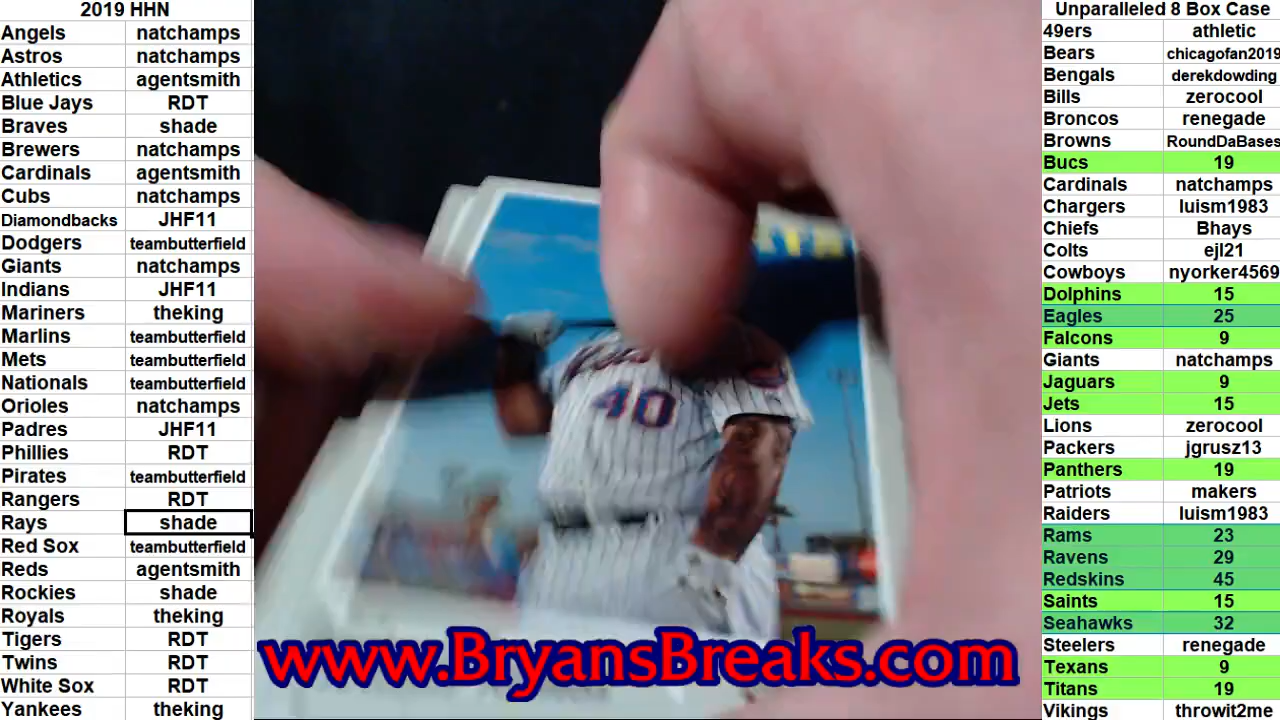 2019 HHN
Angels natchamps
Astros natchamps
Athletics agentsmith
Blue Jays RDT
Braves shade
Brewers natchamps
Cardinals agentsmith
Cubs natchamps
Diamondbacks JHF11
Dodgers teambutterfield
Giants natchamps
Indians JHF11
Mariners theking
Marlins teambutterfield
Mets teambutterfield
Nationals teambutterfield
Orioles natchamps
Padres JHF11
Phillies RDT
Pirates teambutterfield
Rangers RDT
Rays shade
Red Sox teambutterfield
Reds agentsmith
Rockies shade
Royals theking
Tigers RDT
Twins RDT
White Sox RDT
Yankees theking
40
www.BryansBreaks.com
Unparalleled 8 Box Case
49ers athletic
Bears chicagofan2019
Bengals derekdowding
Bills zerocool
Broncos renegade
Browns RoundDaBases
Bucs 19
Cardinals natchamps
Chargers luism1983
Chiefs Bhays
Colts ejl21
Cowboys nyorker4569
Dolphins 15
Eagles 25
Falcons 9
Giants natchamps
Jaguars 9
Jets 15
Lions zerocool
Packers jgrusz13
Panthers 19
Patriots makers
Raiders luism1983
Rams 23
Ravens 29
Redskins 45
Saints 15
Seahawks 32
Steelers renegade
Texans 9
Titans 19
Vikings throwit2me